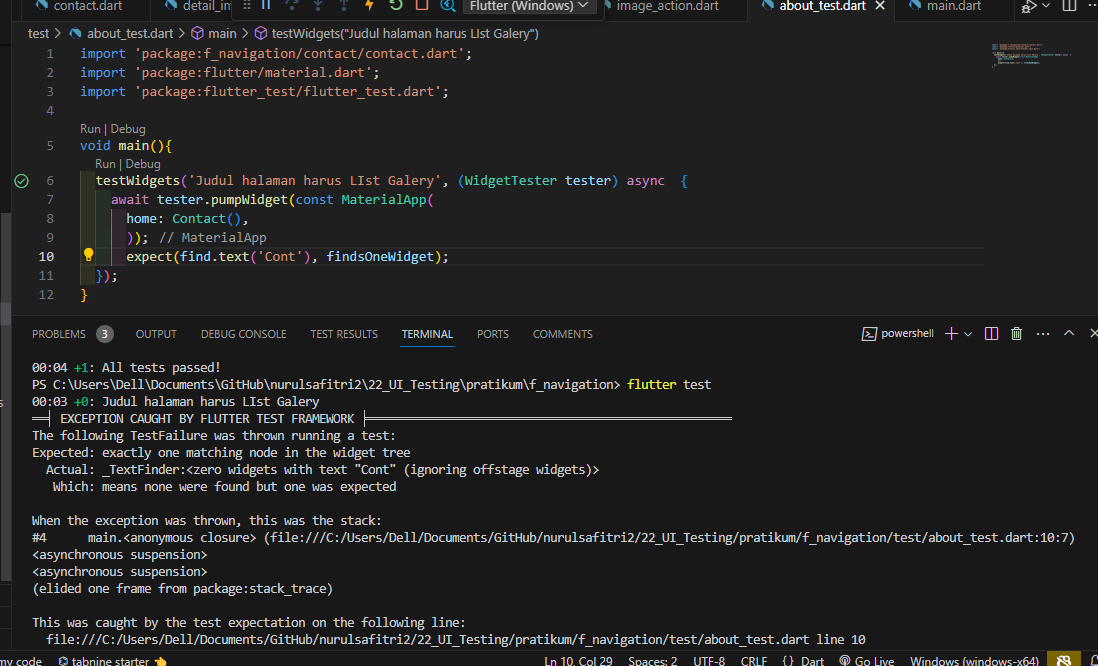 contact.dart
detail_in
Flutter (Windows)
image_action.dart
about_test.dart
main.dart
test > about_test.dart > main > testWidgets("Judul halaman harus LIst Galery")
1 import 'package:f_navigation/contact/contact.dart';
2 import 'package:flutter/material.dart';
3 import 'package:flutter_test/flutter_test.dart';
4
Run | Debug
5 void main(){
Run | Debug
6 testWidgets('Judul halaman harus LIst Galery', (WidgetTester tester) async {
7 await tester.pumpWidget(const MaterialApp(
8 home: Contact(),
9 )); // MaterialApp
10 expect(find.text('Cont'), findsOneWidget);
11 });
12 }
PROBLEMS 3 OUTPUT DEBUG CONSOLE TEST RESULTS TERMINAL PORTS COMMENTS powershell
00:04 +1: All tests passed!
PS C:\Users\Dell\Documents\GitHub\nurulsafitri2\22_UI_Testing\pratikum\f_navigation> flutter test
00:03 +0: Judul halaman harus LIst Galery
══╡ EXCEPTION CAUGHT BY FLUTTER TEST FRAMEWORK ╞════════════════════════════════════════════════════
The following TestFailure was thrown running a test:
Expected: exactly one matching node in the widget tree
Actual: _TextFinder:<zero widgets with text "Cont" (ignoring offstage widgets)>
Which: means none were found but one was expected
When the exception was thrown, this was the stack:
#4 main.<anonymous closure> (file:///C:/Users/Dell/Documents/GitHub/nurulsafitri2/22_UI_Testing/pratikum/f_navigation/test/about_test.dart:10:7)
<asynchronous suspension>
<asynchronous suspension>
(elided one frame from package:stack_trace)
This was caught by the test expectation on the following line:
file:///C:/Users/Dell/Documents/GitHub/nurulsafitri2/22_UI_Testing/pratikum/f_navigation/test/about_test.dart line 10
my code tabnine starter Ln 10, Col 29 Spaces: 2 UTF-8 CRLF {} Dart Go Live Windows (windows-x64)